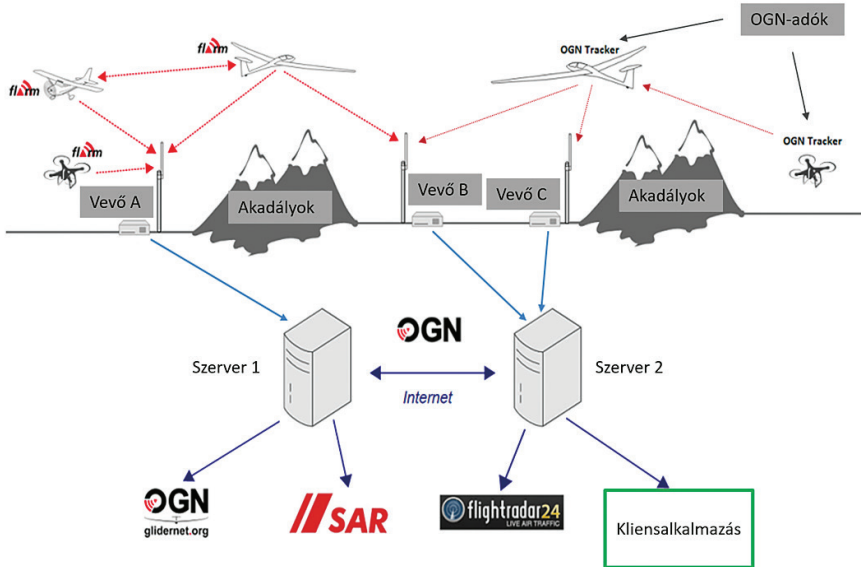 OGN-adók
OGN Tracker
flarm
flarm
flarm
OGN Tracker
Vevő A
Akadályok
Vevő B
Vevő C
Akadályok
OGN
Szerver 1
Internet
Szerver 2
OGN
glidernet.org
SAR
flightradar24
LIVE AIR TRAFFIC
Kliensalkalmazás